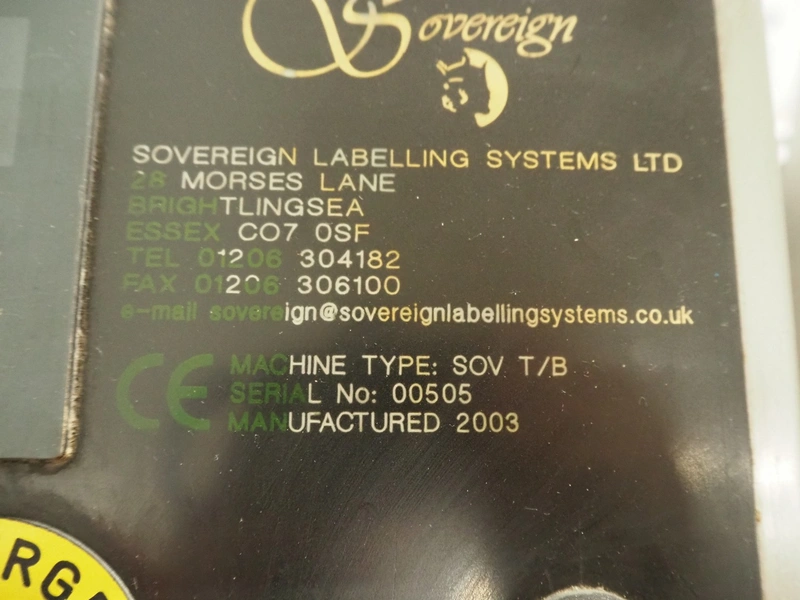 Sovereign
SOVEREIGN LABELLING SYSTEMS LTD
28 MORSES LANE
BRIGHTLINGSEA
ESSEX CO7 0SF
TEL 01206 304182
FAX 01206 306100
e-mail sovereign@sovereignlabellingsystems.co.uk
CE
MACHINE TYPE: SOV T/B
SERIAL No: 00505
MANUFACTURED 2003